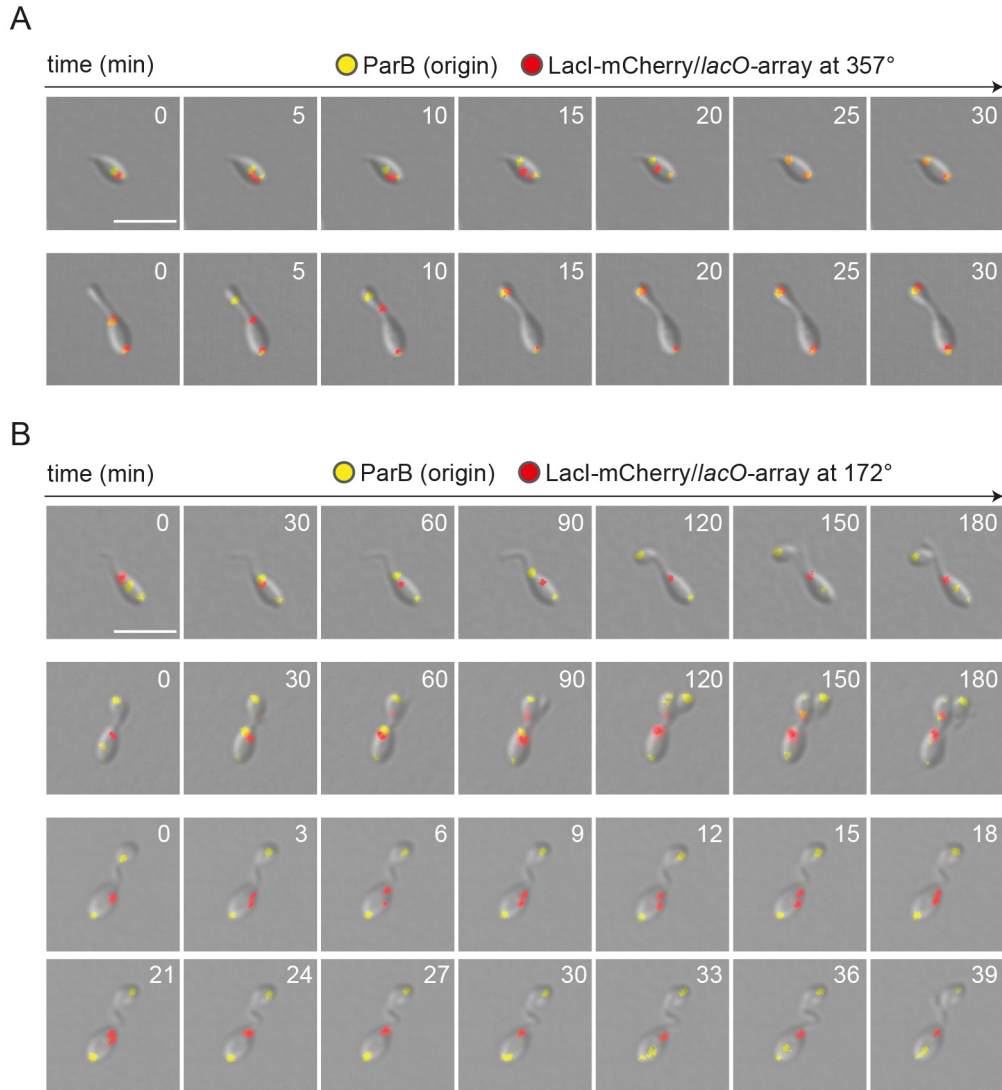 A
time (min) ParB (origin) LacI-mCherry/lacO-array at 357°
0 5 10 15 20 25 30
0 5 10 15 20 25 30
B
time (min) ParB (origin) LacI-mCherry/lacO-array at 172°
0 30 60 90 120 150 180
0 30 60 90 120 150 180
0 3 6 9 12 15 18
21 24 27 30 33 36 39